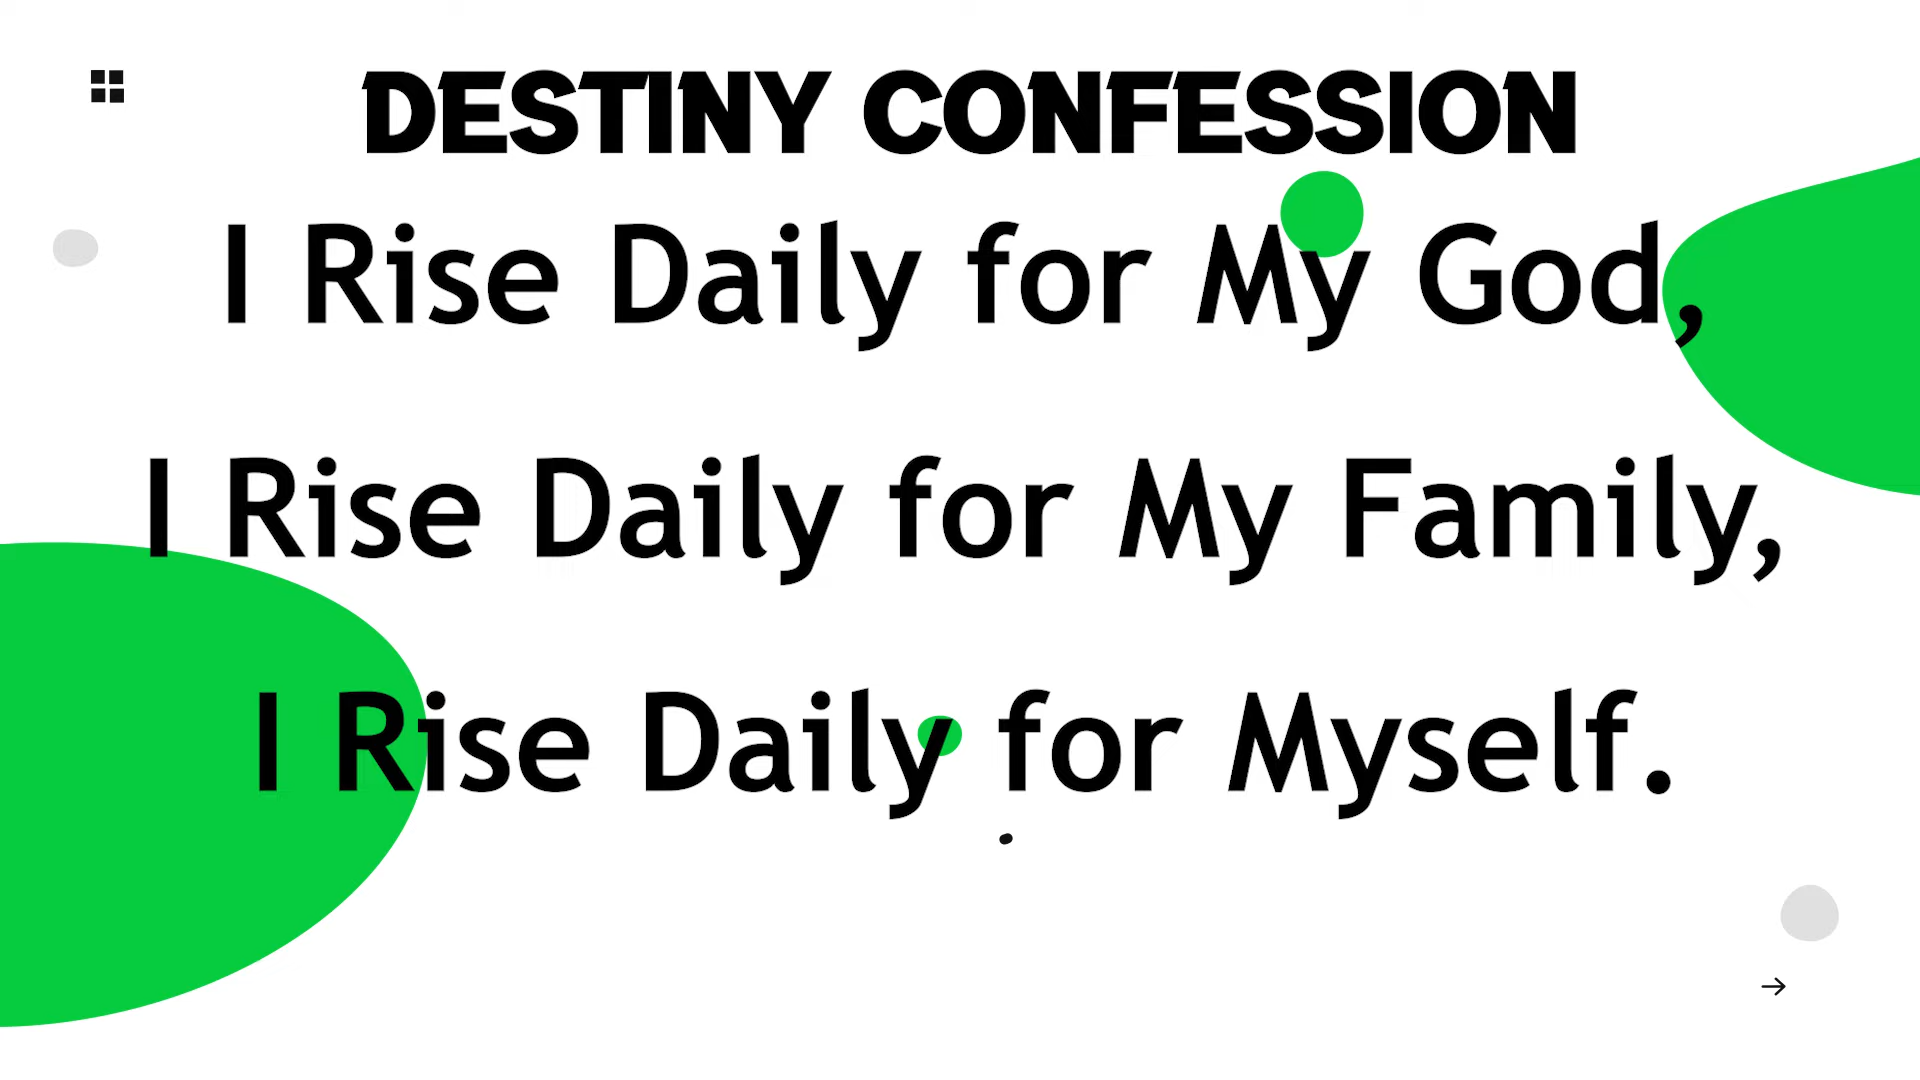 DESTINY CONFESSION
I Rise Daily for My God,
I Rise Daily for My Family,
I Rise Daily for Myself.